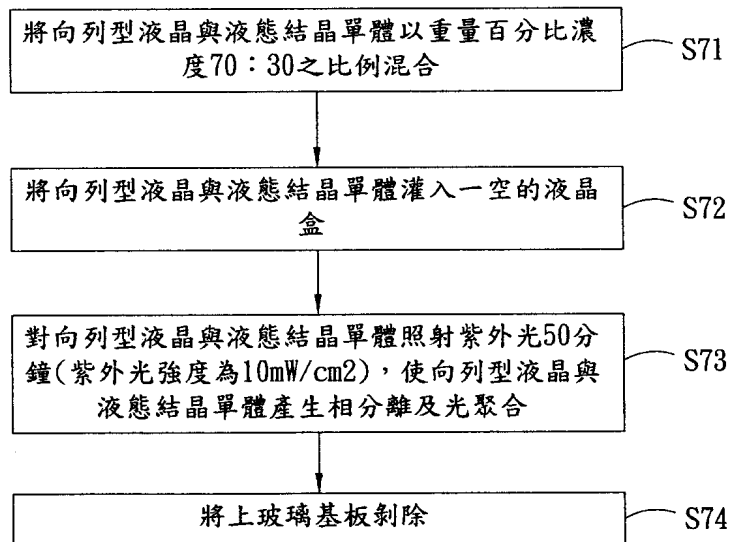 將向列型液晶與液態結晶單體以重量百分比濃
度70：30之比例混合
S71
將向列型液晶與液態結晶單體灌入一空的液晶
盒
S72
對向列型液晶與液態結晶單體照射紫外光50分
鐘(紫外光強度為10mW/cm2)，使向列型液晶與
液態結晶單體產生相分離及光聚合
S73
將上玻璃基板剝除
S74